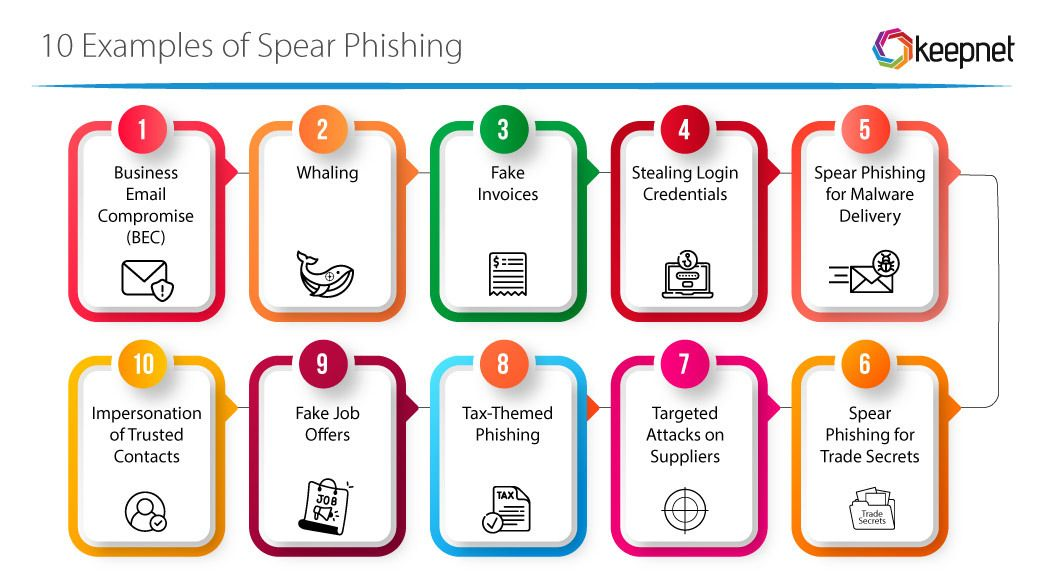 10 Examples of Spear Phishing
keepnet
1
Business
Email
Compromise
(BEC)
2
Whaling
3
Fake
Invoices
$
4
Stealing Login
Credentials
5
Spear Phishing
for Malware
Delivery
6
Spear
Phishing for
Trade Secrets
Trade
Secrets
7
Targeted
Attacks on
Suppliers
8
Tax-Themed
Phishing
TAX
9
Fake Job
Offers
JOB
10
Impersonation
of Trusted
Contacts